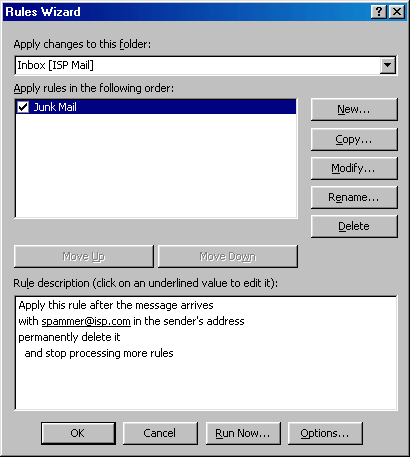 Rules Wizard
Apply changes to this folder:
Inbox [ISP Mail]
Apply rules in the following order:
Junk Mail
New...
Copy...
Modify...
Rename...
Delete
Move Up
Move Down
Rule description (click on an underlined value to edit it):
Apply this rule after the message arrives
with spammer@isp.com in the sender's address
permanently delete it
and stop processing more rules
OK
Cancel
Run Now...
Options...